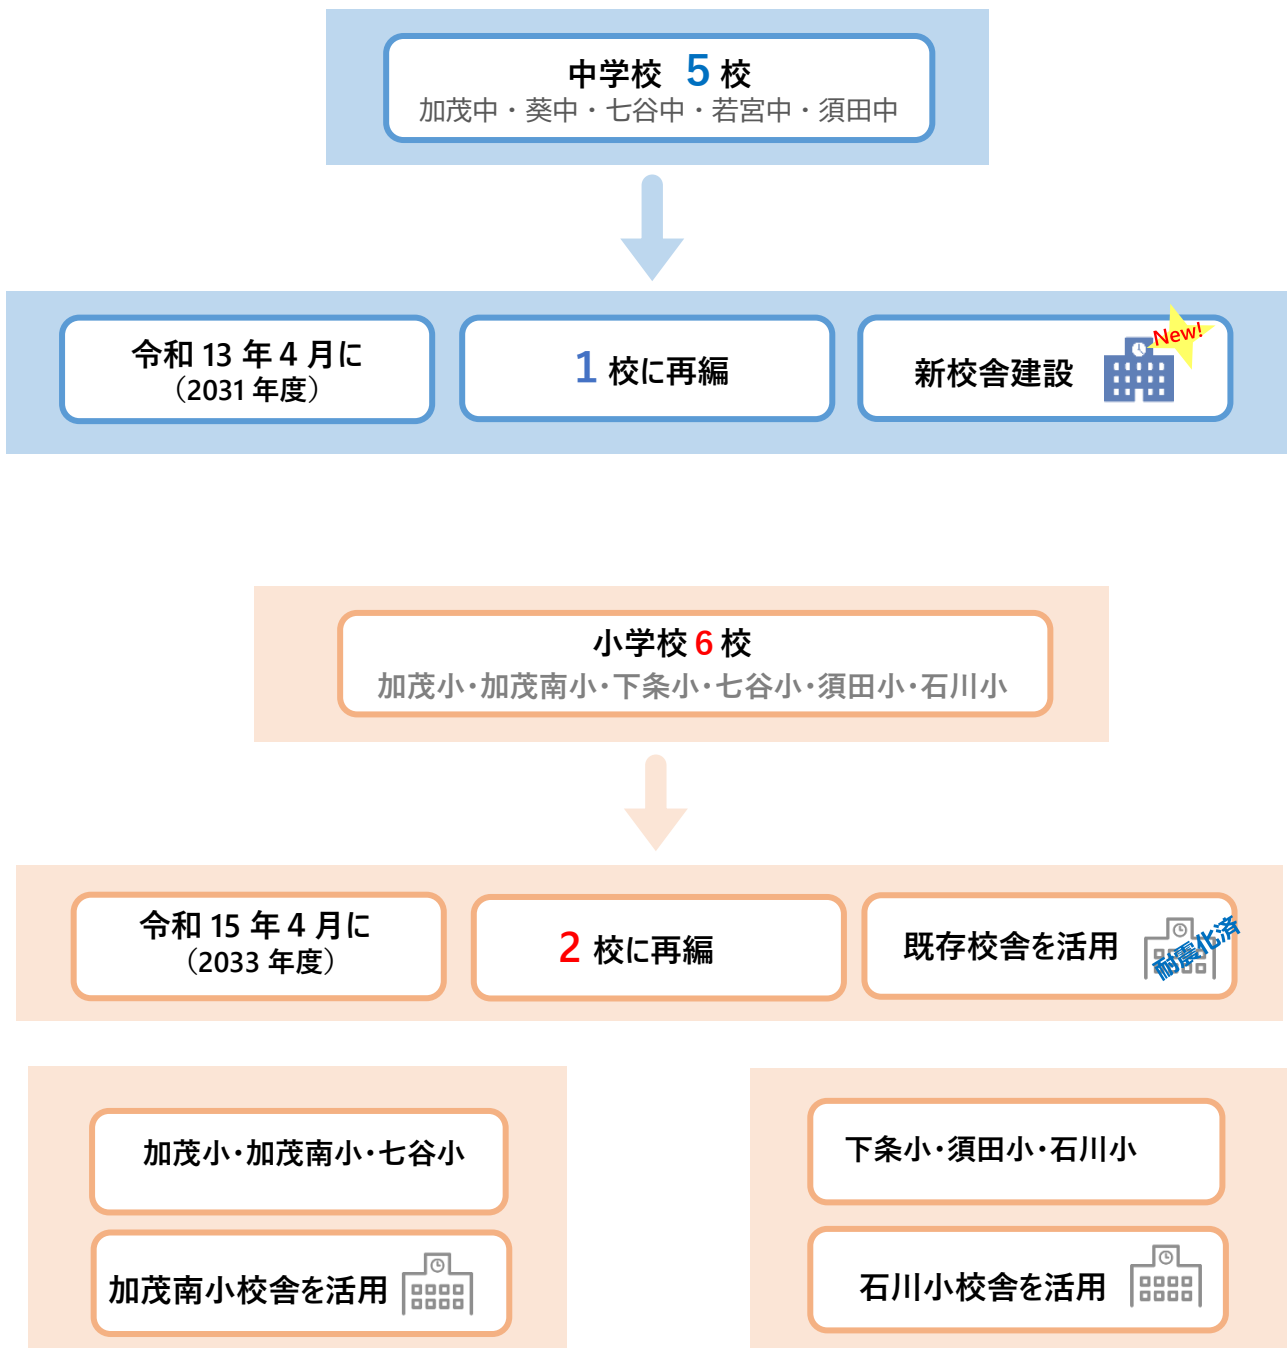 中学校 5 校
加茂中・葵中・七谷中・若宮中・須田中
令和 13 年 4 月に
（2031 年度）
1 校に再編
新校舎建設
New!
小学校 6 校
加茂小・加茂南小・下条小・七谷小・須田小・石川小
令和 15 年 4 月に
（2033 年度）
2 校に再編
既存校舎を活用
耐震化済
加茂小・加茂南小・七谷小
加茂南小校舎を活用
下条小・須田小・石川小
石川小校舎を活用